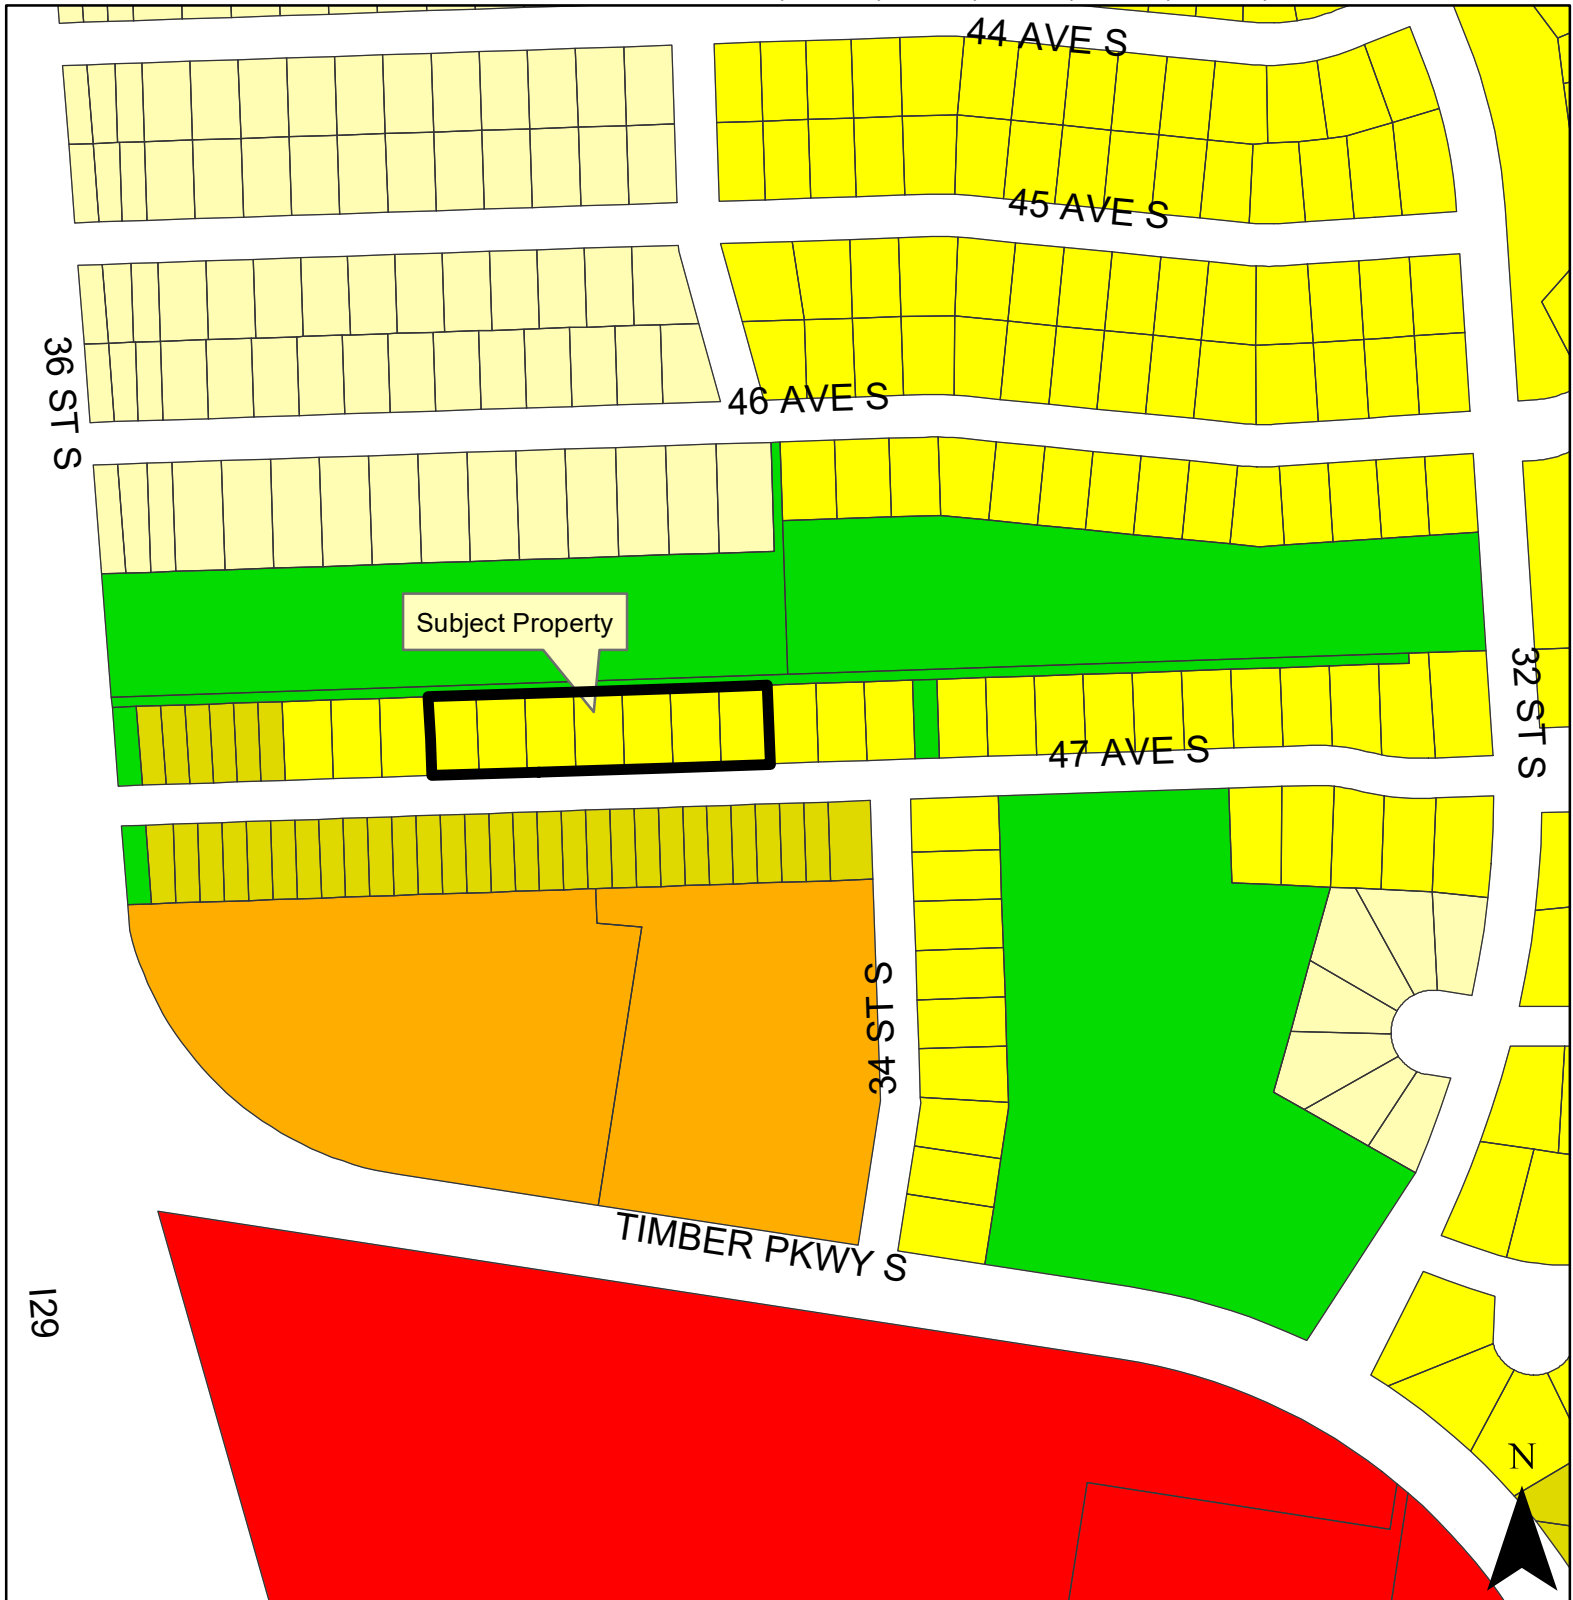 44 AVE S
45 AVE S
36 ST S
46 AVE S
Subject Property
32 ST S
47 AVE S
34 ST S
TIMBER PKWY S
I29
N